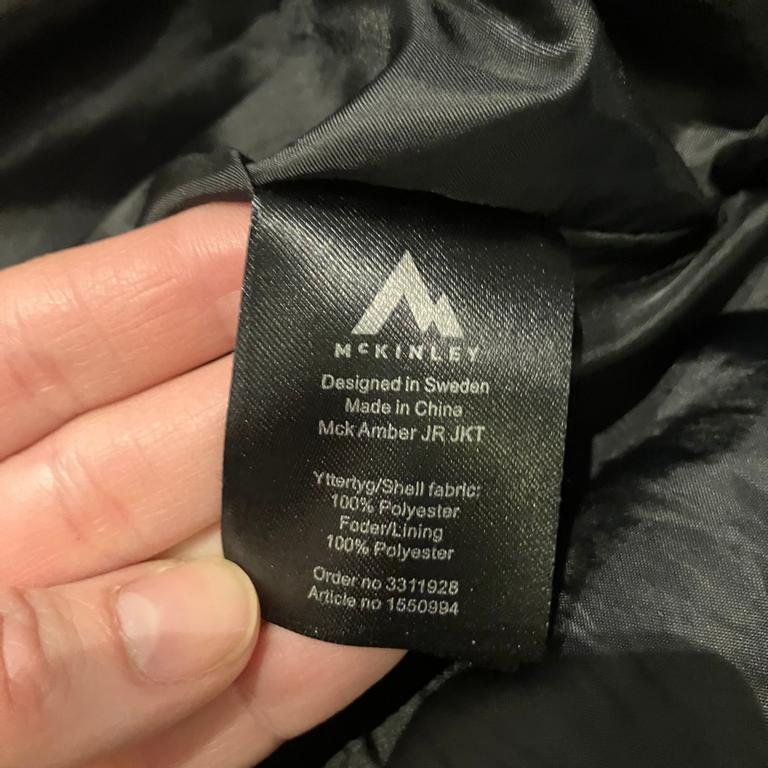 McKINLEY
Designed in Sweden
Made in China
Mck Amber JR JKT
Yttertyg/Shell fabric:
100% Polyester
Foder/Lining
100% Polyester
Order no 3311928
Article no 1550994